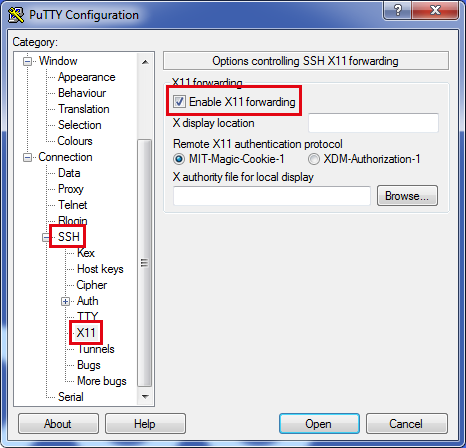 PuTTY Configuration
Category:
Window
Appearance
Behaviour
Translation
Selection
Colours
Connection
Data
Proxy
Telnet
Rlogin
SSH
Kex
Host keys
Cipher
Auth
TTY
X11
Tunnels
Bugs
More bugs
Serial
Options controlling SSH X11 forwarding
X11 forwarding
Enable X11 forwarding
X display location
Remote X11 authentication protocol
MIT-Magic-Cookie-1 XDM-Authorization-1
X authority file for local display
Browse...
About Help Open Cancel